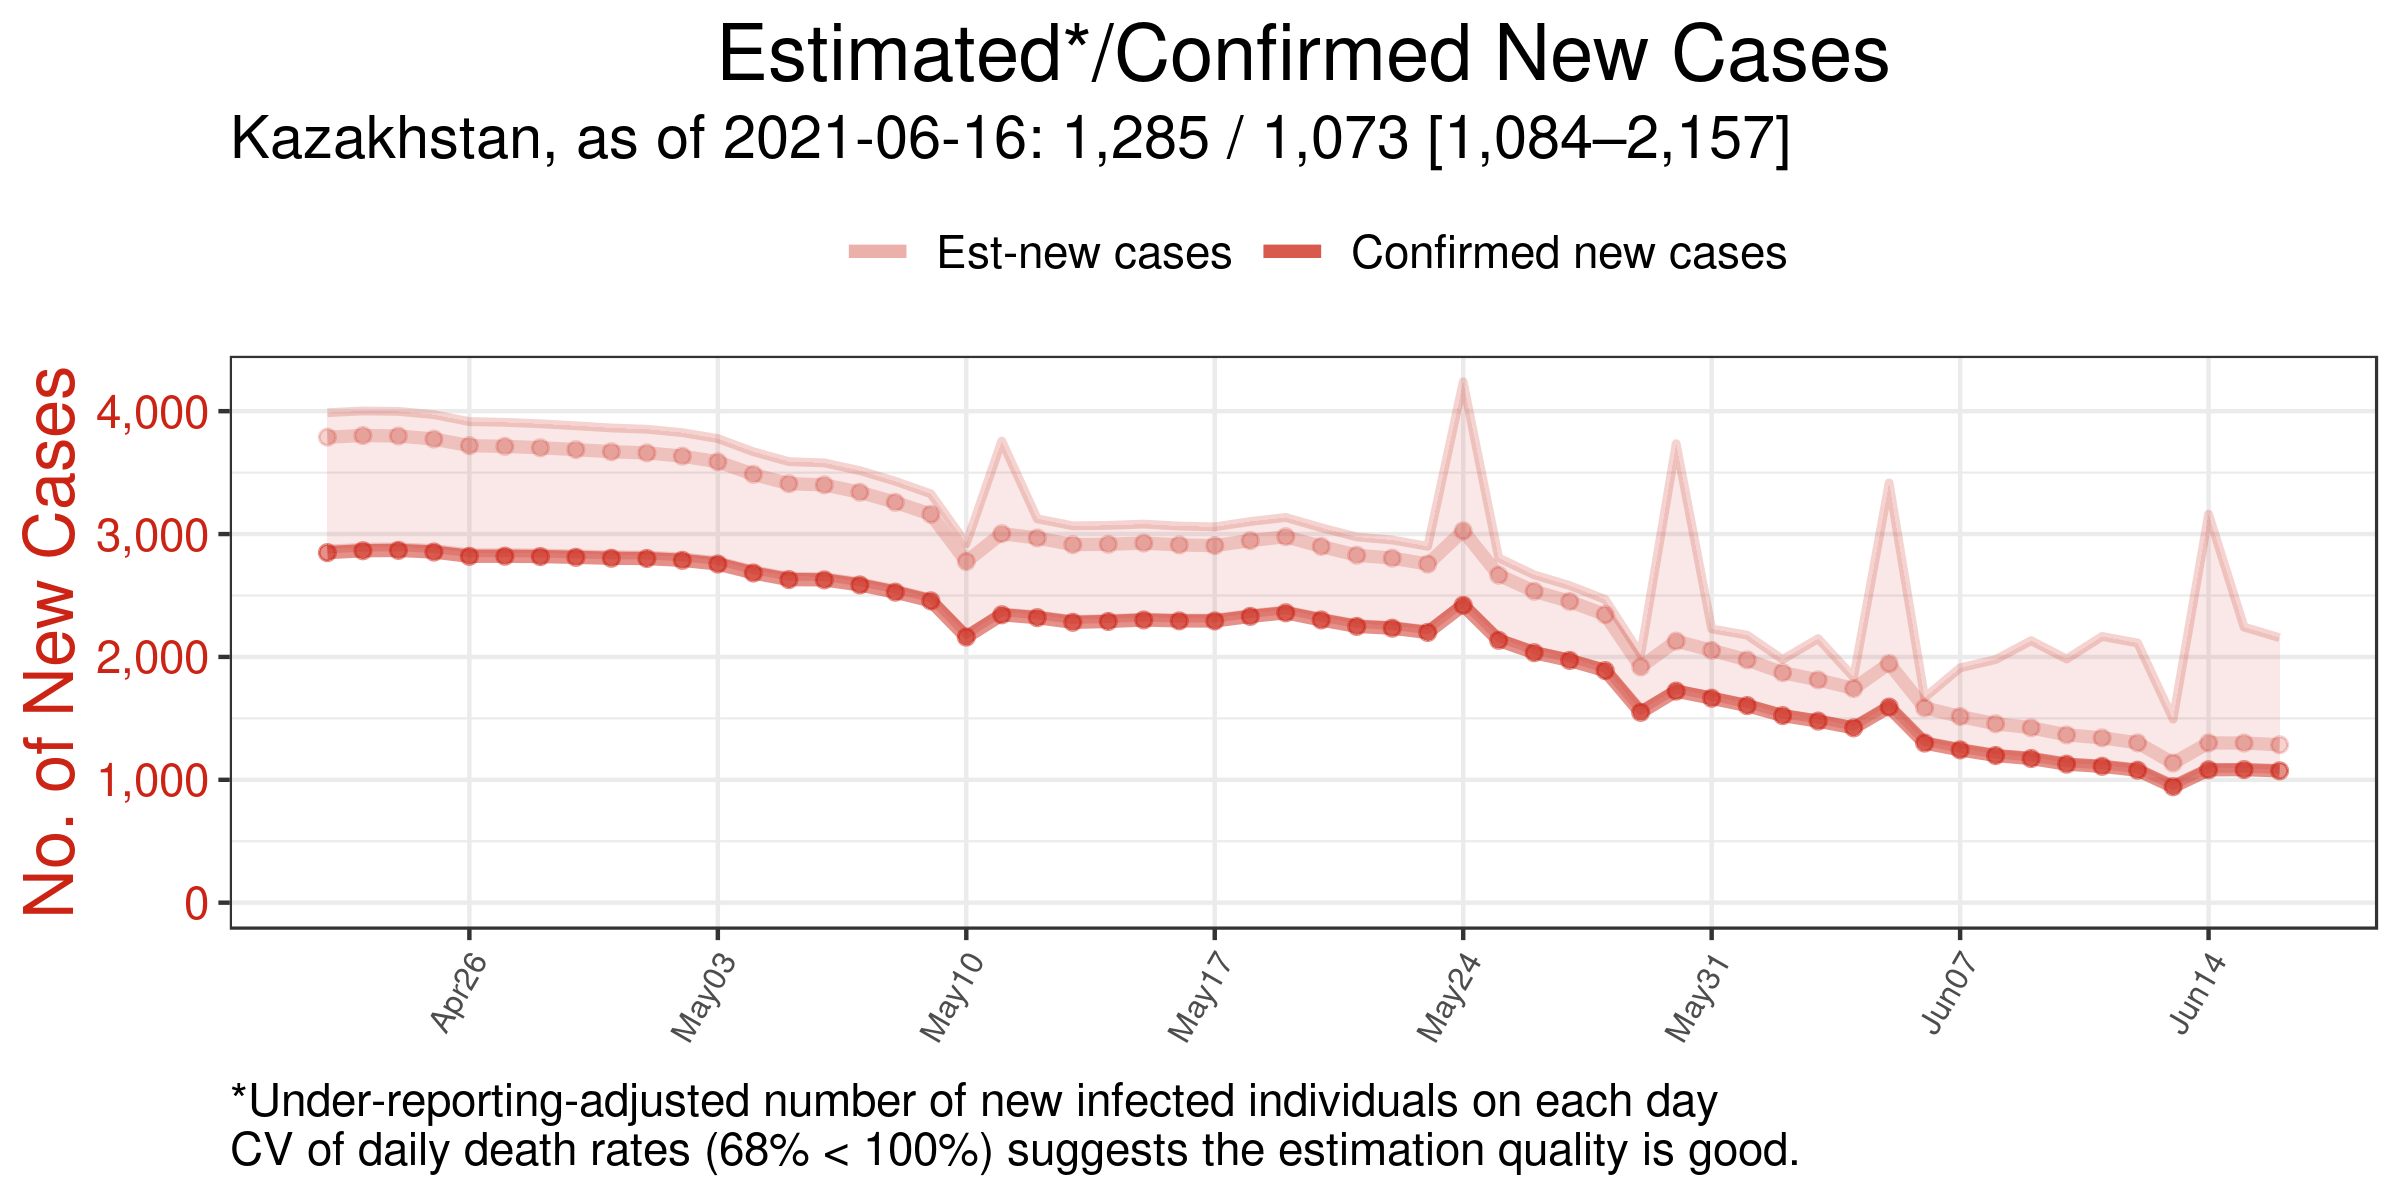 Estimated*/Confirmed New Cases
Kazakhstan, as of 2021-06-16: 1,285 / 1,073 [1,084–2,157]
Est-new cases
Confirmed new cases
No. of New Cases
4,000
3,000
2,000
1,000
0
Apr26
May03
May10
May17
May24
May31
Jun07
Jun14
*Under-reporting-adjusted number of new infected individuals on each day
CV of daily death rates (68% < 100%) suggests the estimation quality is good.